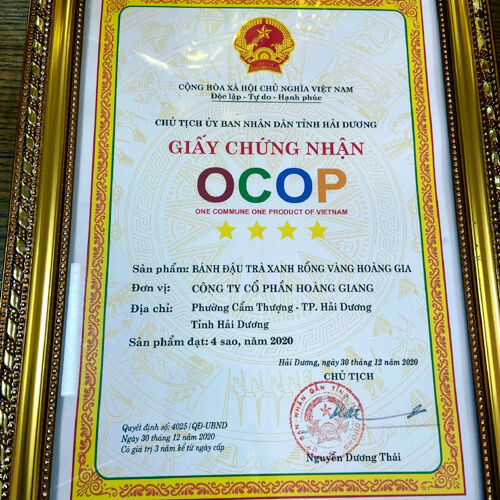 CỘNG HÒA XÃ HỘI CHỦ NGHĨA VIỆT NAM
Độc lập - Tự do - Hạnh phúc
CHỦ TỊCH ỦY BAN NHÂN DÂN TỈNH HẢI DƯƠNG
GIẤY CHỨNG NHẬN
OCOP
ONE COMMUNE ONE PRODUCT OF VIETNAM
Sản phẩm: BÁNH ĐẬU TRÀ XANH RỒNG VÀNG HOÀNG GIA
Đơn vị: CÔNG TY CỔ PHẦN HOÀNG GIANG
Địa chỉ: Phường Cẩm Thượng - TP. Hải Dương
Tỉnh Hải Dương
Sản phẩm đạt: 4 sao, năm 2020
Hải Dương, ngày 30 tháng 12 năm 2020
CHỦ TỊCH
Quyết định số: 4025/QĐ-UBND
Ngày 30 tháng 12 năm 2020
Có giá trị 3 năm kể từ ngày cấp
Nguyễn Dương Thái